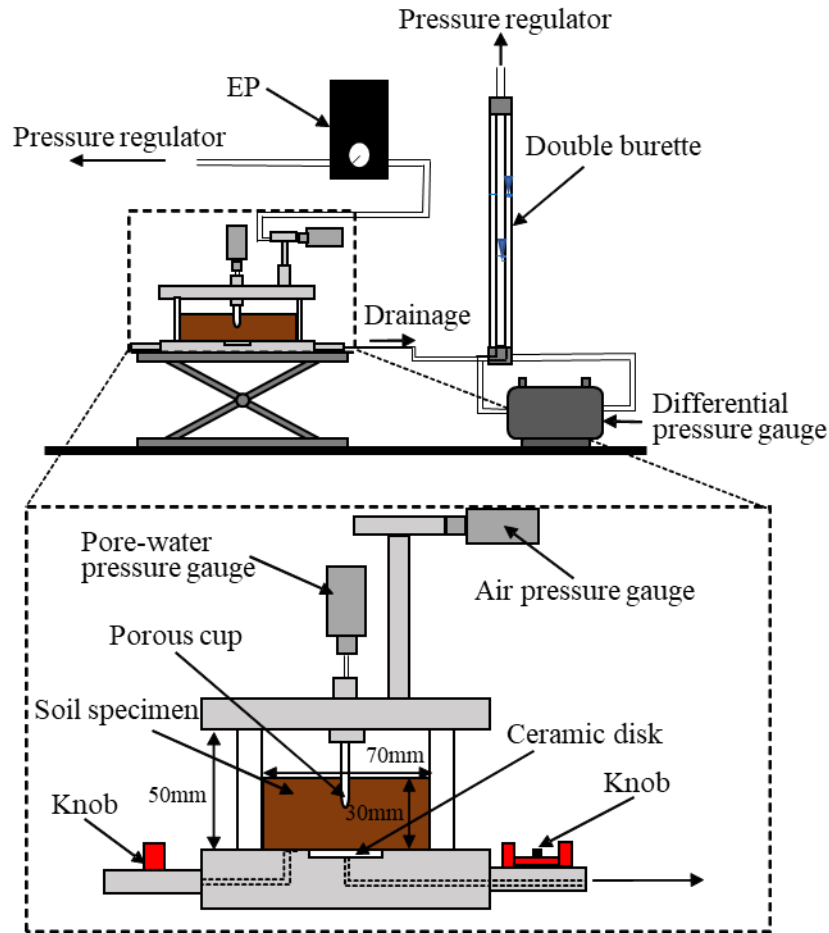 Pressure regulator
EP
Pressure regulator
Double burette
Drainage
Differential
pressure gauge
Pore-water
pressure gauge
Air pressure gauge
Porous cup
Soil specimen
Ceramic disk
70mm
50mm
30mm
Knob
Knob